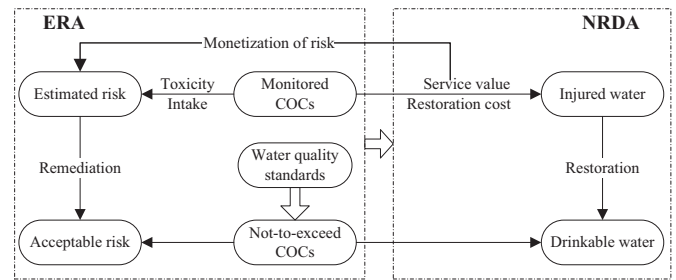 ERA
NRDA
Monetization of risk
Estimated risk
Toxicity
Intake
Monitored
COCs
Service value
Restoration cost
Injured water
Remediation
Water quality
standards
Restoration
Acceptable risk
Not-to-exceed
COCs
Drinkable water